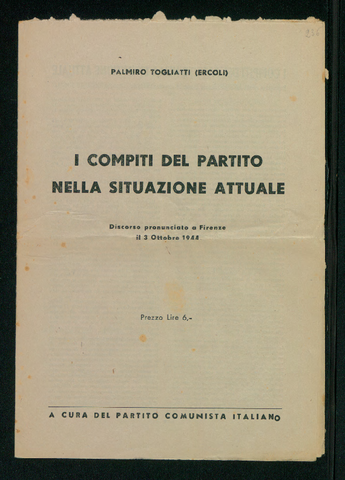 PALMIRO TOGLIATTI (ERCOLI)
I COMPITI DEL PARTITO
NELLA SITUAZIONE ATTUALE
Discorso pronunciato a Firenze
il 3 Ottobre
Prezzo Lire 6,-
A CURA DEL PARTITO COMUNISTA ITALIANO